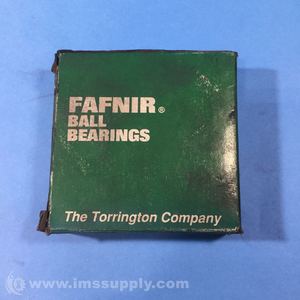 FAFNIR®
BALL
BEARINGS
The Torrington Company
© www.imssupply.com